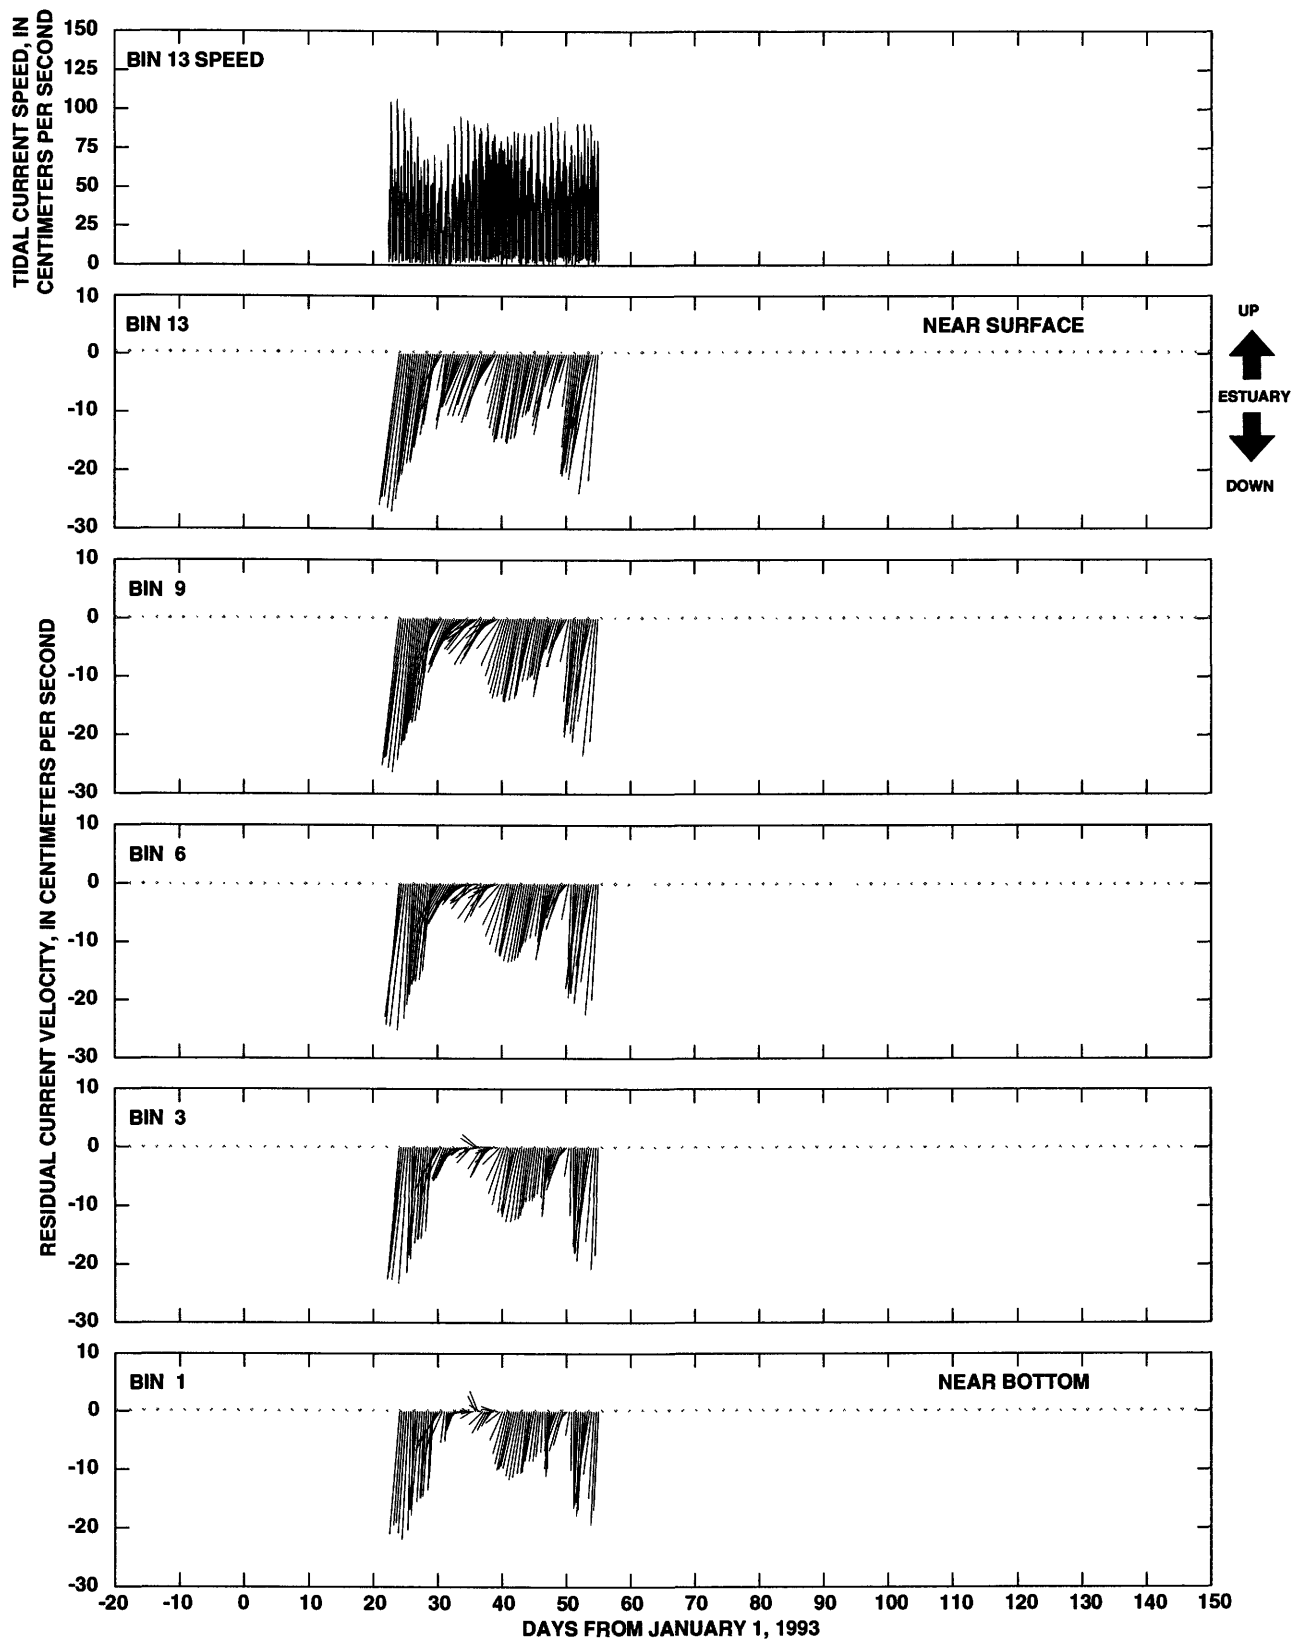 TIDAL CURRENT SPEED, IN
CENTIMETERS PER SECOND
150
125
100
75
50
25
0
BIN 13 SPEED
10
0
-10
-20
-30
BIN 13
NEAR SURFACE
UP
ESTUARY
DOWN
RESIDUAL CURRENT VELOCITY, IN CENTIMETERS PER SECOND
10
0
-10
-20
-30
BIN 9
10
0
-10
-20
-30
BIN 6
10
0
-10
-20
-30
BIN 3
10
0
-10
-20
-30
BIN 1
NEAR BOTTOM
-20 -10 0 10 20 30 40 50 60 70 80 90 100 110 120 130 140 150
DAYS FROM JANUARY 1, 1993